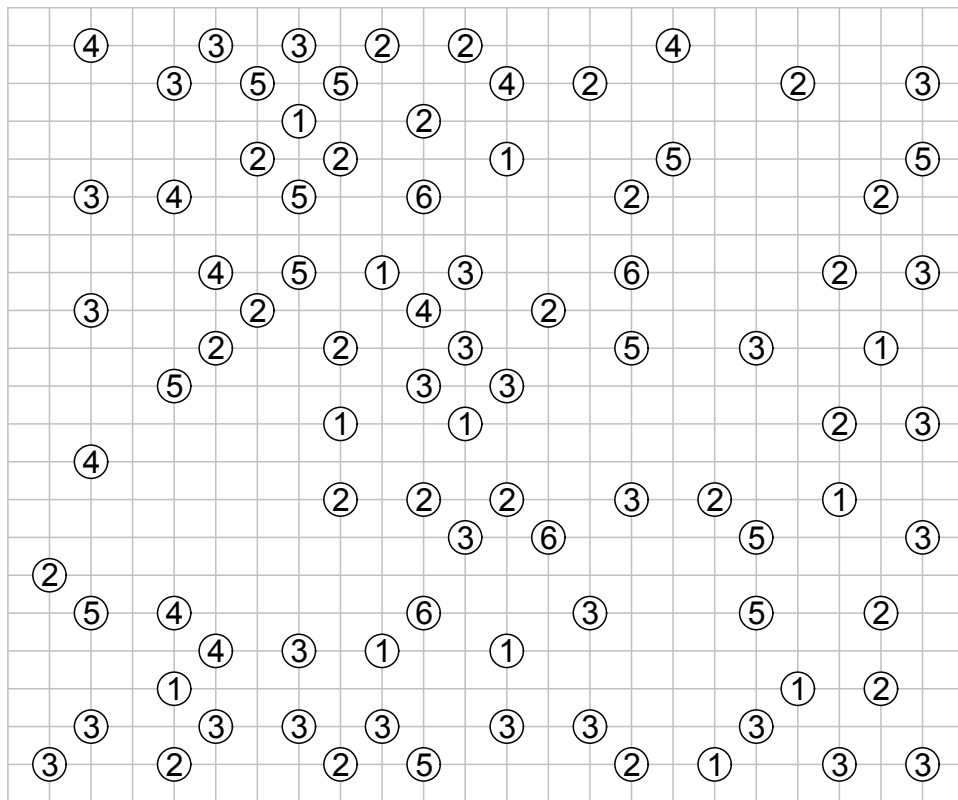 4 3 3 2 2 4
3 5 5 4 2 2 3
1 2
2 2 1 5 5
3 4 5 6 2 2
4 5 1 3 6 2 3
3 2 4 2
2 2 3 5 3 1
5 3 3
1 1 2 3
4
2 2 2 3 2 1
3 6 5 3
2
5 4 6 3 5 2
4 3 1 1
1 1 2
3 3 3 3 3 3 3
3 2 2 5 2 1 3 3